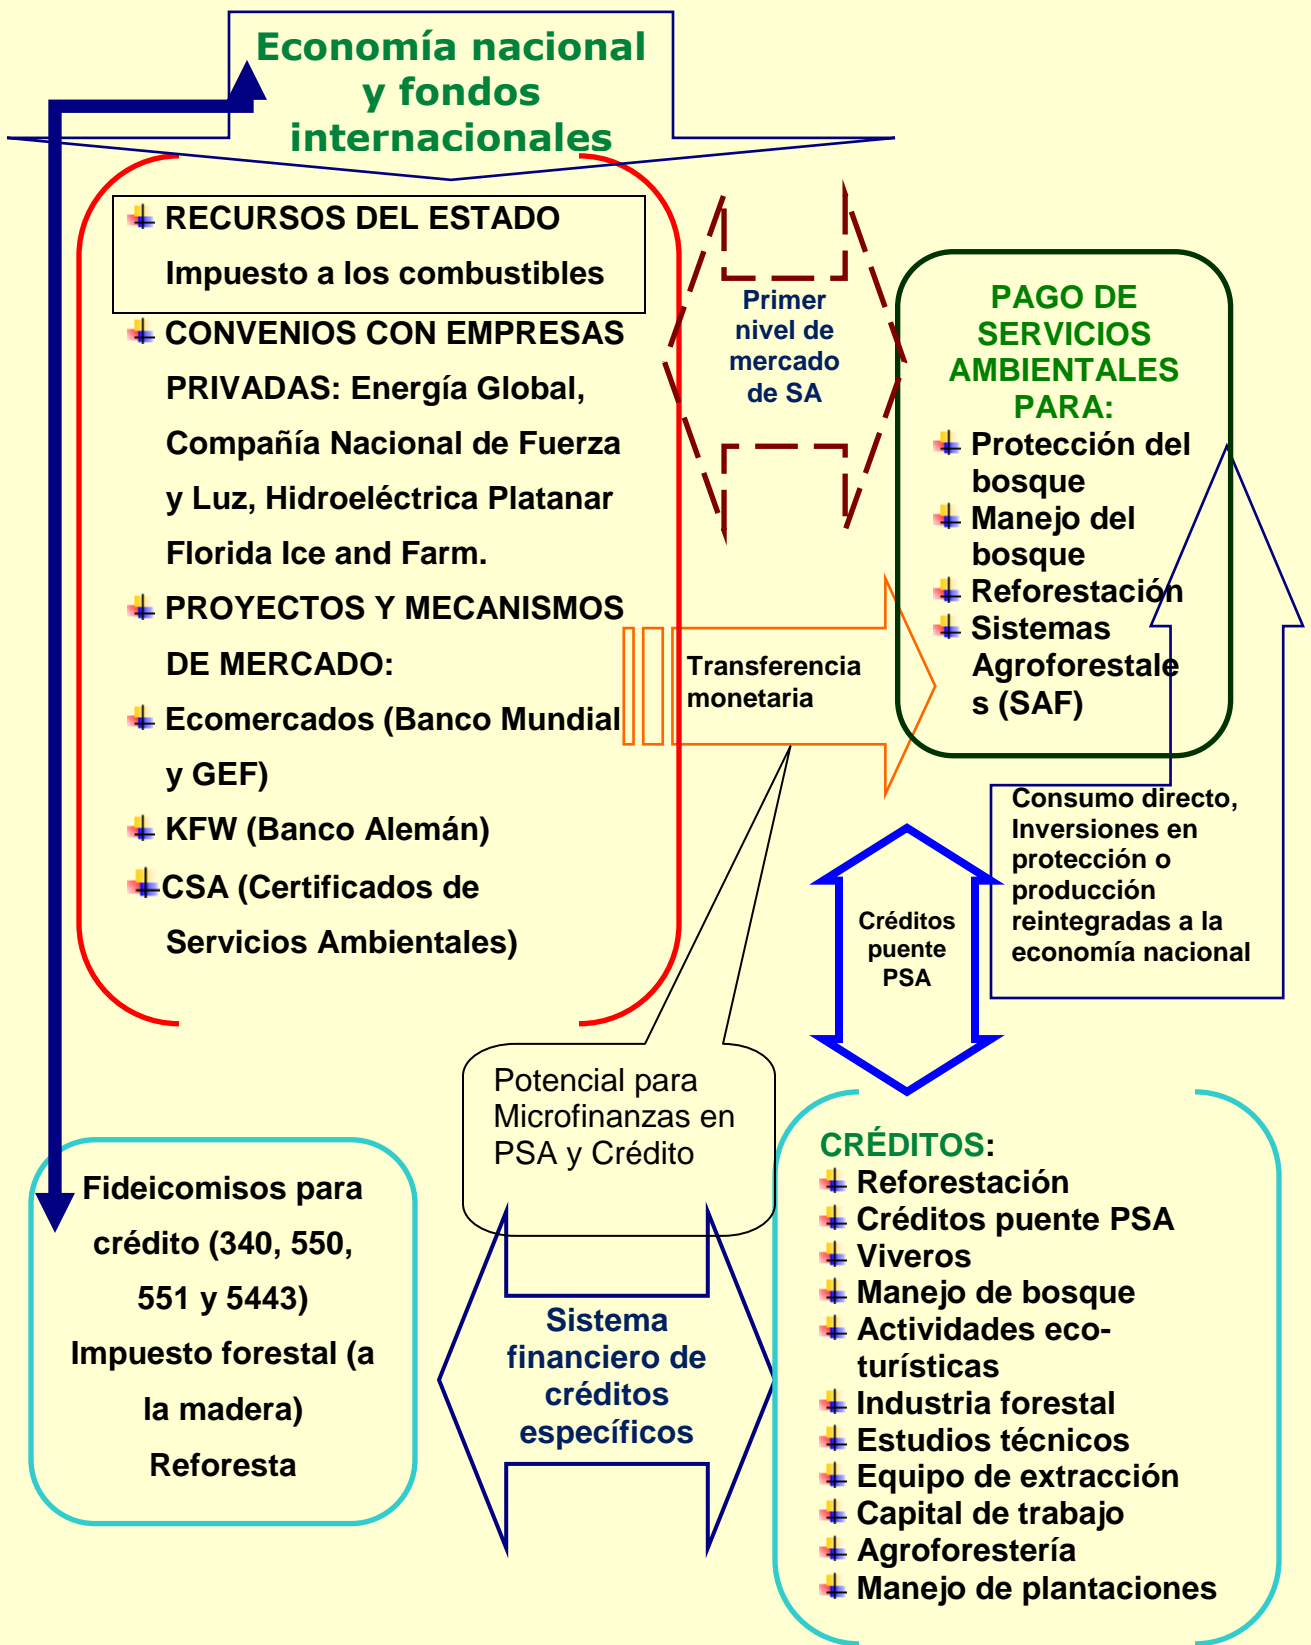 Economía nacional
y fondos
internacionales
RECURSOS DEL ESTADO
Impuesto a los combustibles
CONVENIOS CON EMPRESAS
PRIVADAS: Energía Global,
Compañía Nacional de Fuerza
y Luz, Hidroeléctrica Platanar
Florida Ice and Farm.
PROYECTOS Y MECANISMOS
DE MERCADO:
Ecomercados (Banco Mundial
y GEF)
KFW (Banco Alemán)
CSA (Certificados de
Servicios Ambientales)
Primer
nivel de
mercado
de SA
PAGO DE
SERVICIOS
AMBIENTALES
PARA:
Protección del
bosque
Manejo del
bosque
Reforestación
Sistemas
Agroforestale
s (SAF)
Transferencia
monetaria
Consumo directo,
Inversiones en
protección o
producción
reintegradas a la
economía nacional
Créditos
puente
PSA
Potencial para
Microfinanzas en
PSA y Crédito
Fideicomisos para
crédito (340, 550,
551 y 5443)
Impuesto forestal (a
la madera)
Reforesta
Sistema
financiero de
créditos
específicos
CRÉDITOS:
Reforestación
Créditos puente PSA
Viveros
Manejo de bosque
Actividades eco-
turísticas
Industria forestal
Estudios técnicos
Equipo de extracción
Capital de trabajo
Agroforestería
Manejo de plantaciones